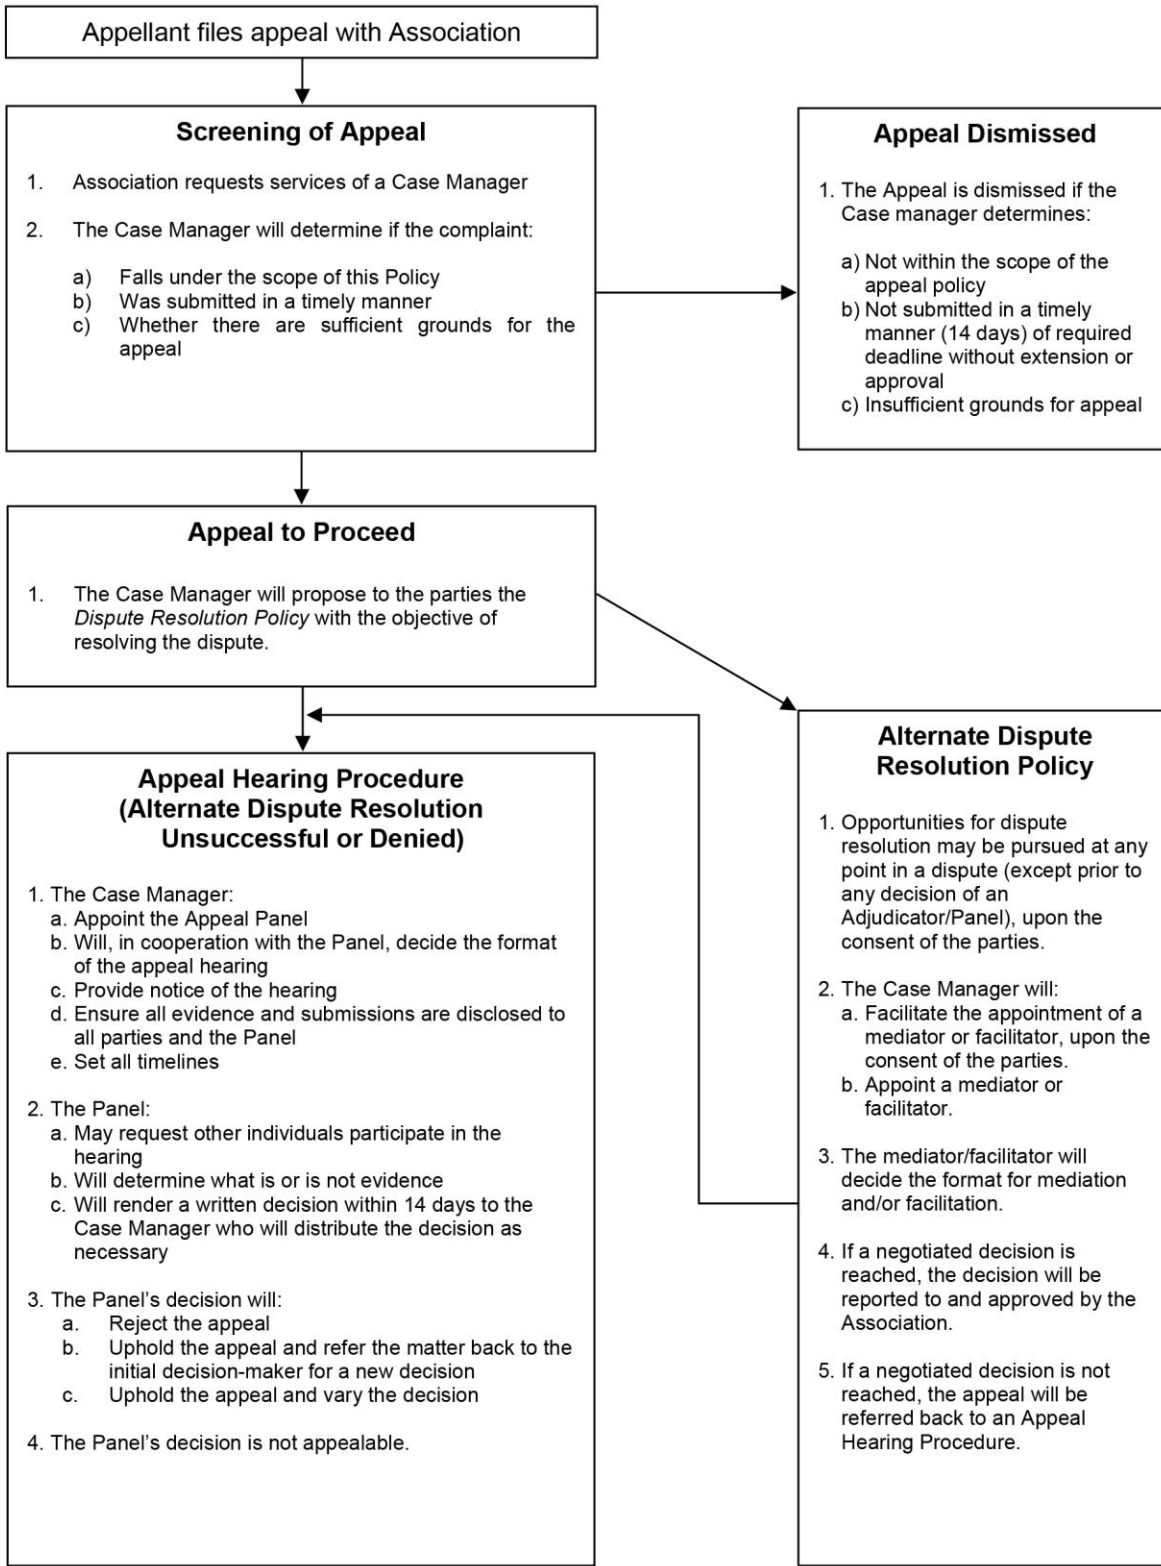 Appellant files appeal with Association
Screening of Appeal
1. Association requests services of a Case Manager
2. The Case Manager will determine if the complaint:
a) Falls under the scope of this Policy
b) Was submitted in a timely manner
c) Whether there are sufficient grounds for the
appeal
Appeal Dismissed
1. The Appeal is dismissed if the
Case manager determines:
a) Not within the scope of the
appeal policy
b) Not submitted in a timely
manner (14 days) of required
deadline without extension or
approval
c) Insufficient grounds for appeal
Appeal to Proceed
1. The Case Manager will propose to the parties the
Dispute Resolution Policy with the objective of
resolving the dispute.
Appeal Hearing Procedure
(Alternate Dispute Resolution
Unsuccessful or Denied)
1. The Case Manager:
a. Appoint the Appeal Panel
b. Will, in cooperation with the Panel, decide the format
of the appeal hearing
c. Provide notice of the hearing
d. Ensure all evidence and submissions are disclosed to
all parties and the Panel
e. Set all timelines
2. The Panel:
a. May request other individuals participate in the
hearing
b. Will determine what is or is not evidence
c. Will render a written decision within 14 days to the
Case Manager who will distribute the decision as
necessary
3. The Panel's decision will:
a. Reject the appeal
b. Uphold the appeal and refer the matter back to the
initial decision-maker for a new decision
c. Uphold the appeal and vary the decision
4. The Panel's decision is not appealable.
Alternate Dispute
Resolution Policy
1. Opportunities for dispute
resolution may be pursued at any
point in a dispute (except prior to
any decision of an
Adjudicator/Panel), upon the
consent of the parties.
2. The Case Manager will:
a. Facilitate the appointment of a
mediator or facilitator, upon the
consent of the parties.
b. Appoint a mediator or
facilitator.
3. The mediator/facilitator will
decide the format for mediation
and/or facilitation.
4. If a negotiated decision is
reached, the decision will be
reported to and approved by the
Association.
5. If a negotiated decision is not
reached, the appeal will be
referred back to an Appeal
Hearing Procedure.